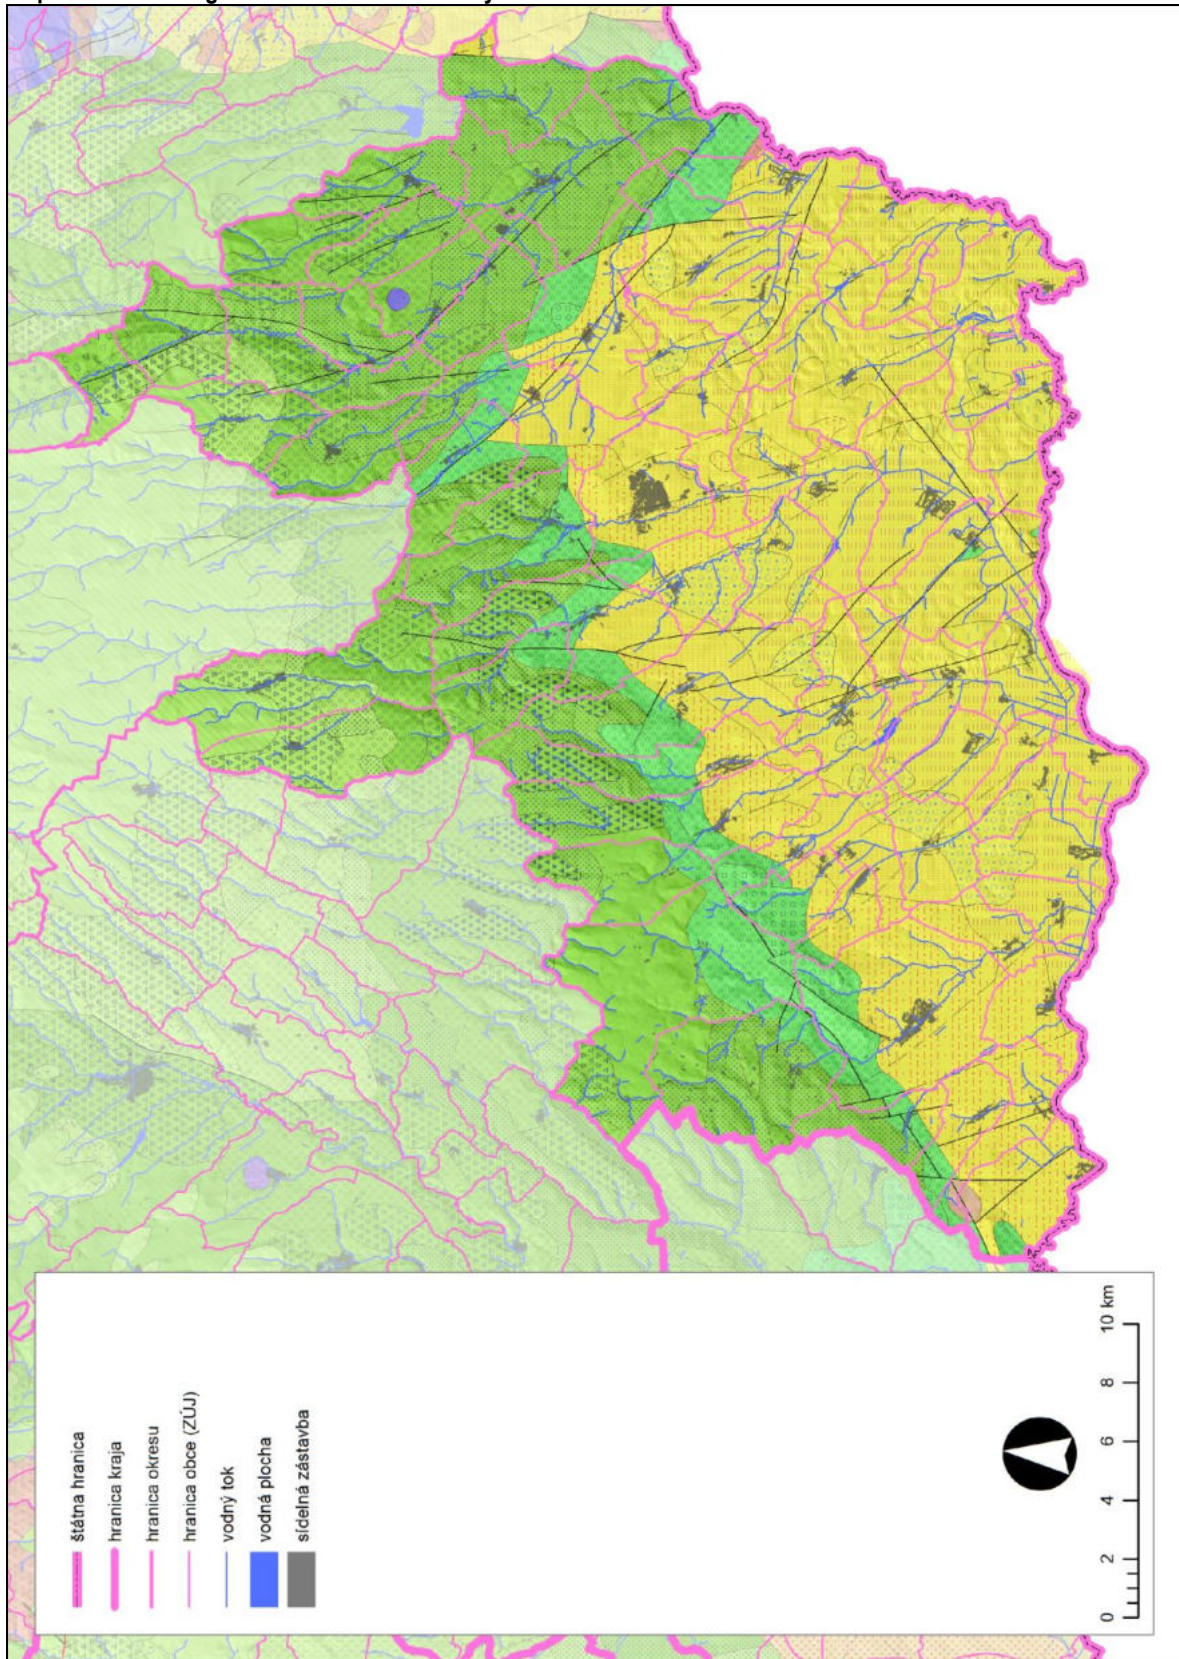 štátna hranica
hranica kraja
hranica okresu
hranica obce (ZÚJ)
vodný tok
vodná plocha
sídelná zástavba
0 2 4 6 8 10 km